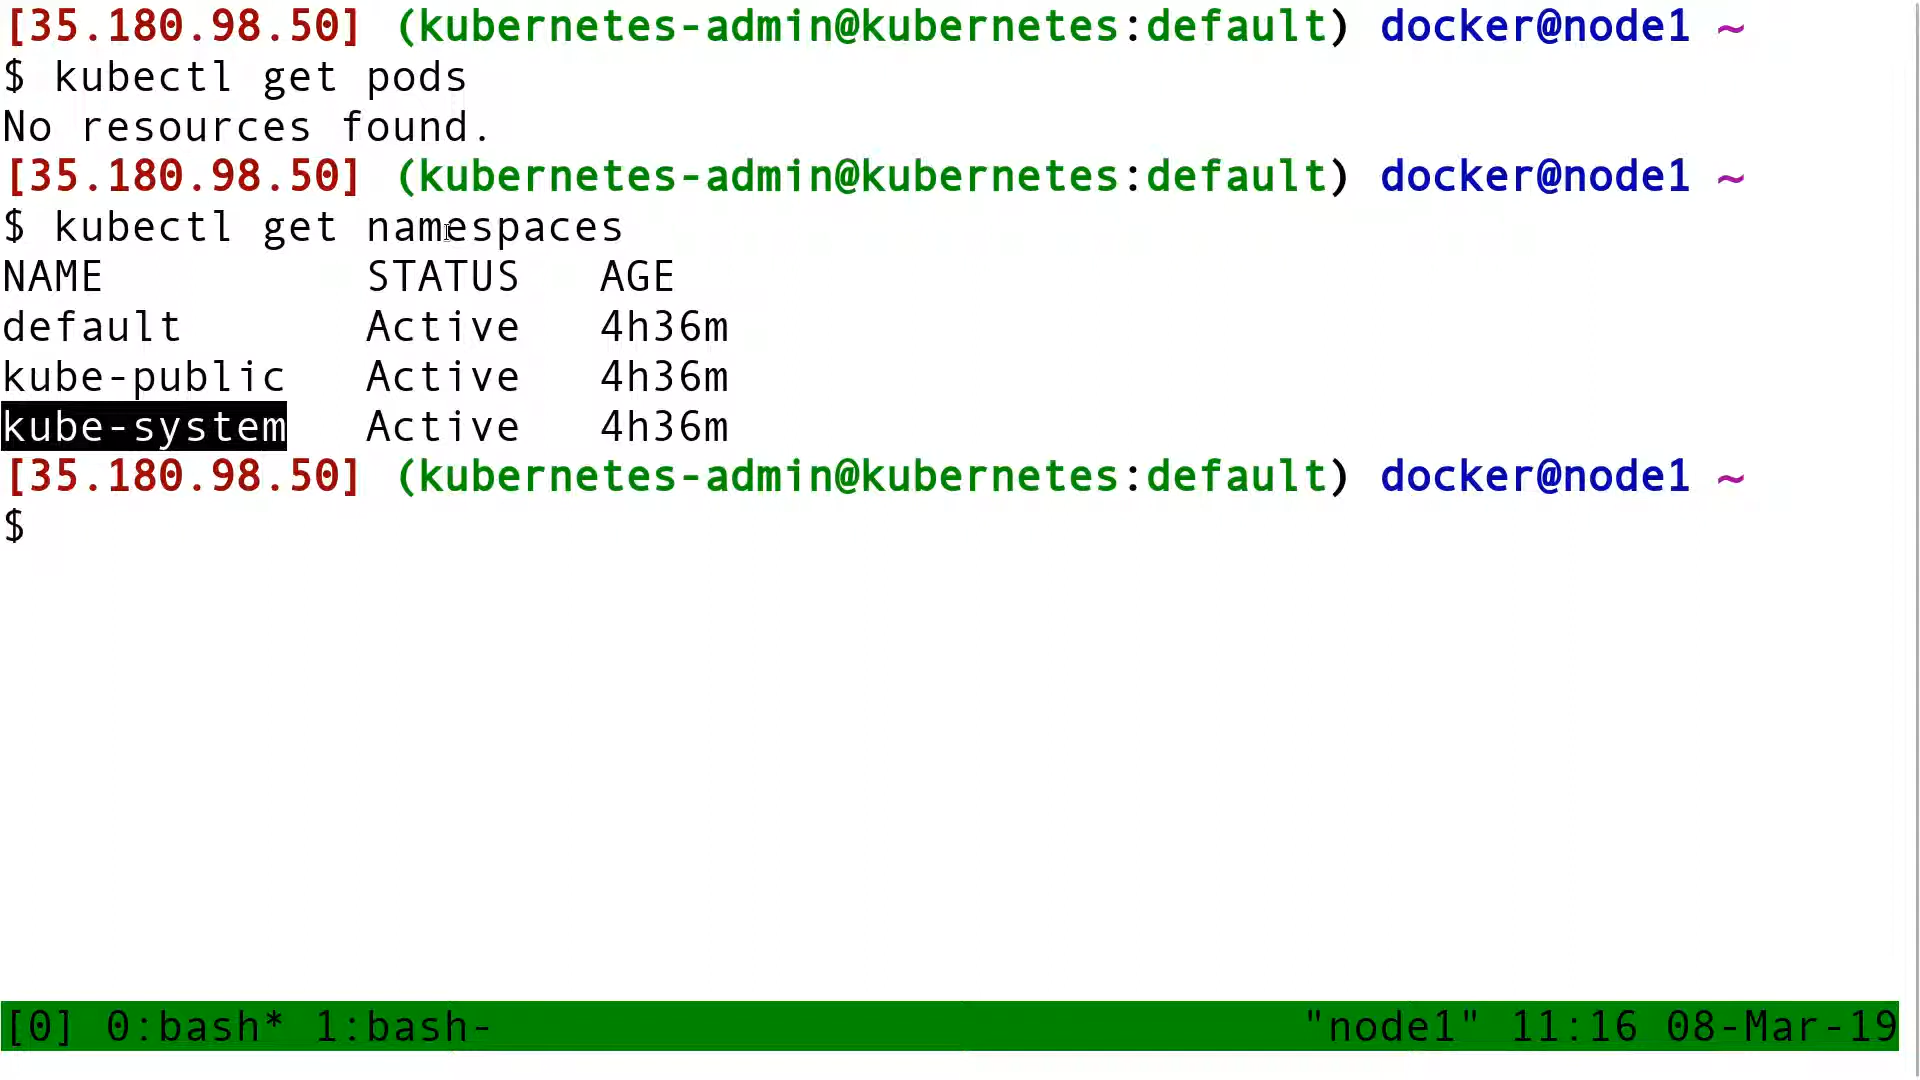 [35.180.98.50] (kubernetes-admin@kubernetes:default) docker@node1 ~
$ kubectl get pods
No resources found.
[35.180.98.50] (kubernetes-admin@kubernetes:default) docker@node1 ~
$ kubectl get namespaces
NAME          STATUS   AGE
default       Active   4h36m
kube-public   Active   4h36m
kube-system   Active   4h36m
[35.180.98.50] (kubernetes-admin@kubernetes:default) docker@node1 ~
$
[0] 0:bash* 1:bash- "node1" 11:16 08-Mar-19